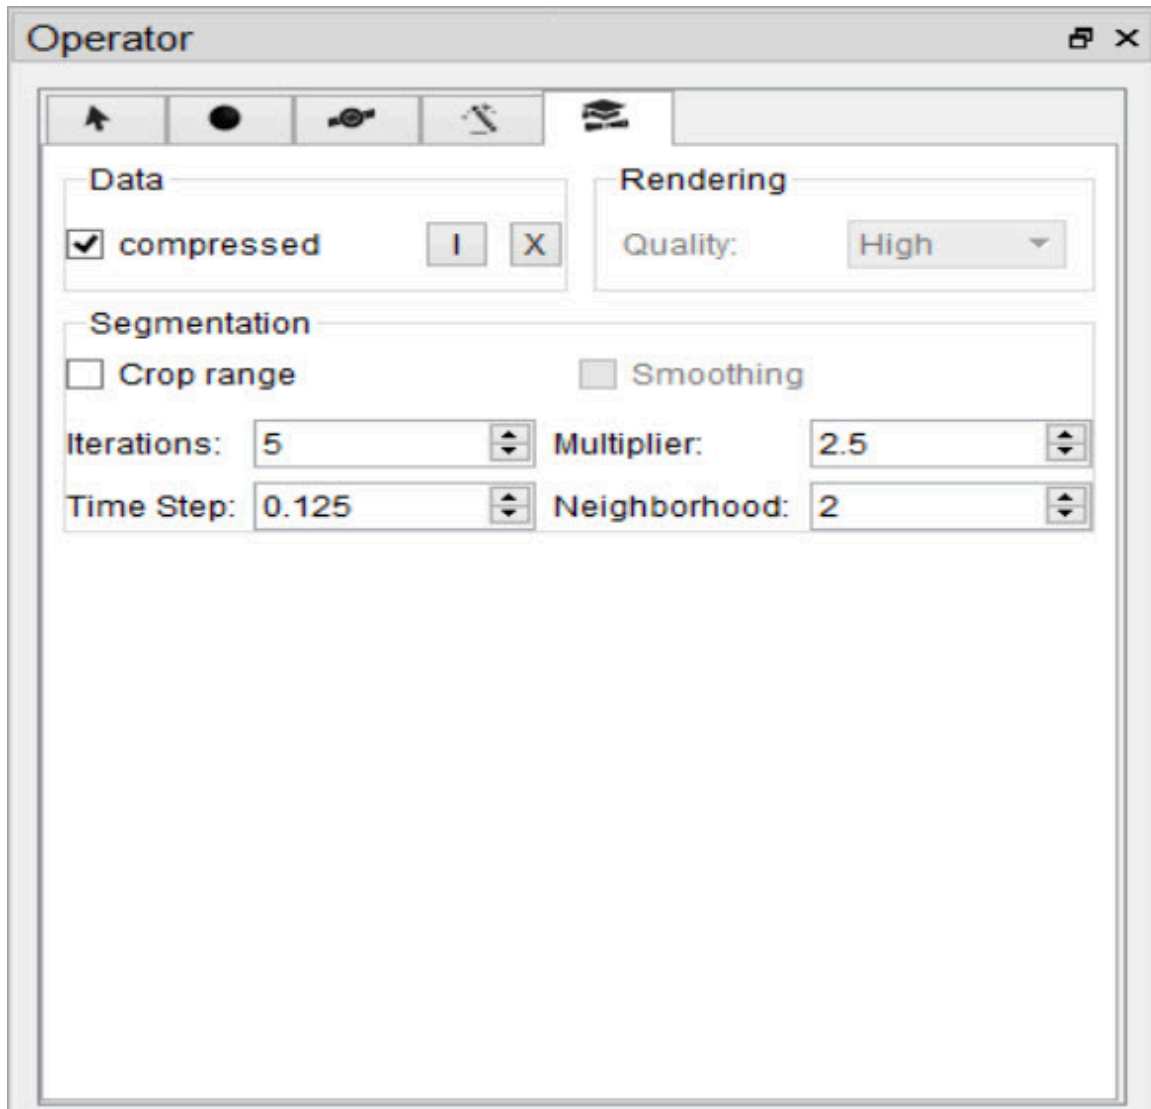 Operator
Data
Rendering
compressed I X Quality: High
Segmentation
Crop range Smoothing
Iterations: 5 Multiplier: 2.5
Time Step: 0.125 Neighborhood: 2